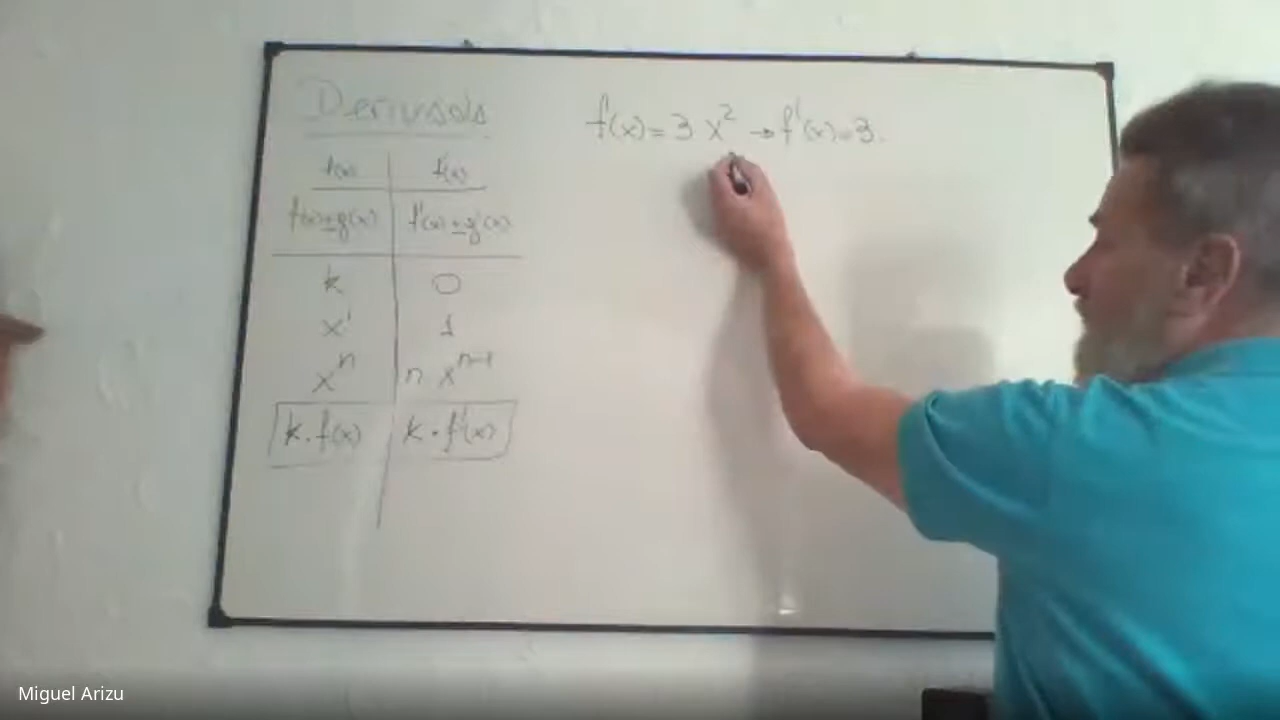 Derivada
f(x) f'(x)
f(x)±g(x) f'(x)±g'(x)
k 0
x¹ 1
xⁿ n xⁿ⁻¹
k·f(x) k·f'(x)
f(x)=3 x² → f'(x)=3.
Miguel Arizu